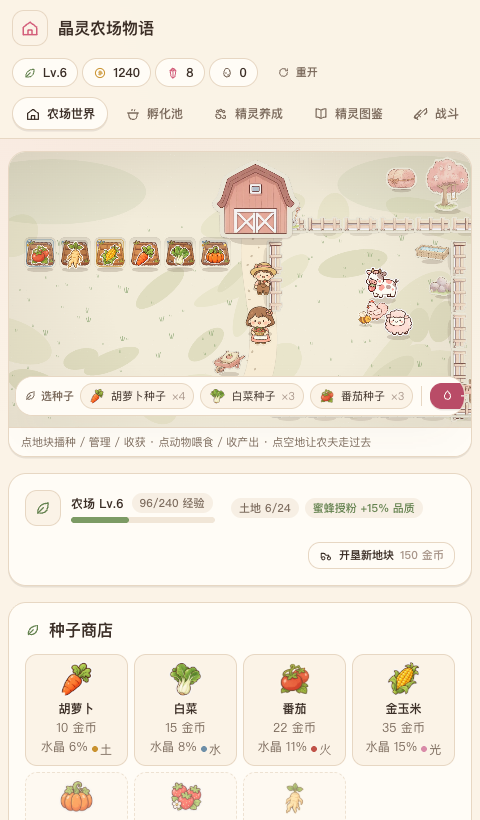 晶灵农场物语
Lv.6 1240 8 0 重开
农场世界 孵化池 精灵养成 精灵图鉴 战斗
选种子 胡萝卜种子 ×4 白菜种子 ×3 番茄种子 ×3
点地块播种 / 管理 / 收获 · 点动物喂食 / 收产出 · 点空地让农夫走过去
农场 Lv.6 96/240 经验 土地 6/24 蜜蜂授粉 +15% 品质
开垦新地块 150 金币
种子商店
胡萝卜 白菜 番茄 金玉米
10 金币 15 金币 22 金币 35 金币
水晶 6% 土 水晶 8% 水 水晶 11% 火 水晶 15% 光